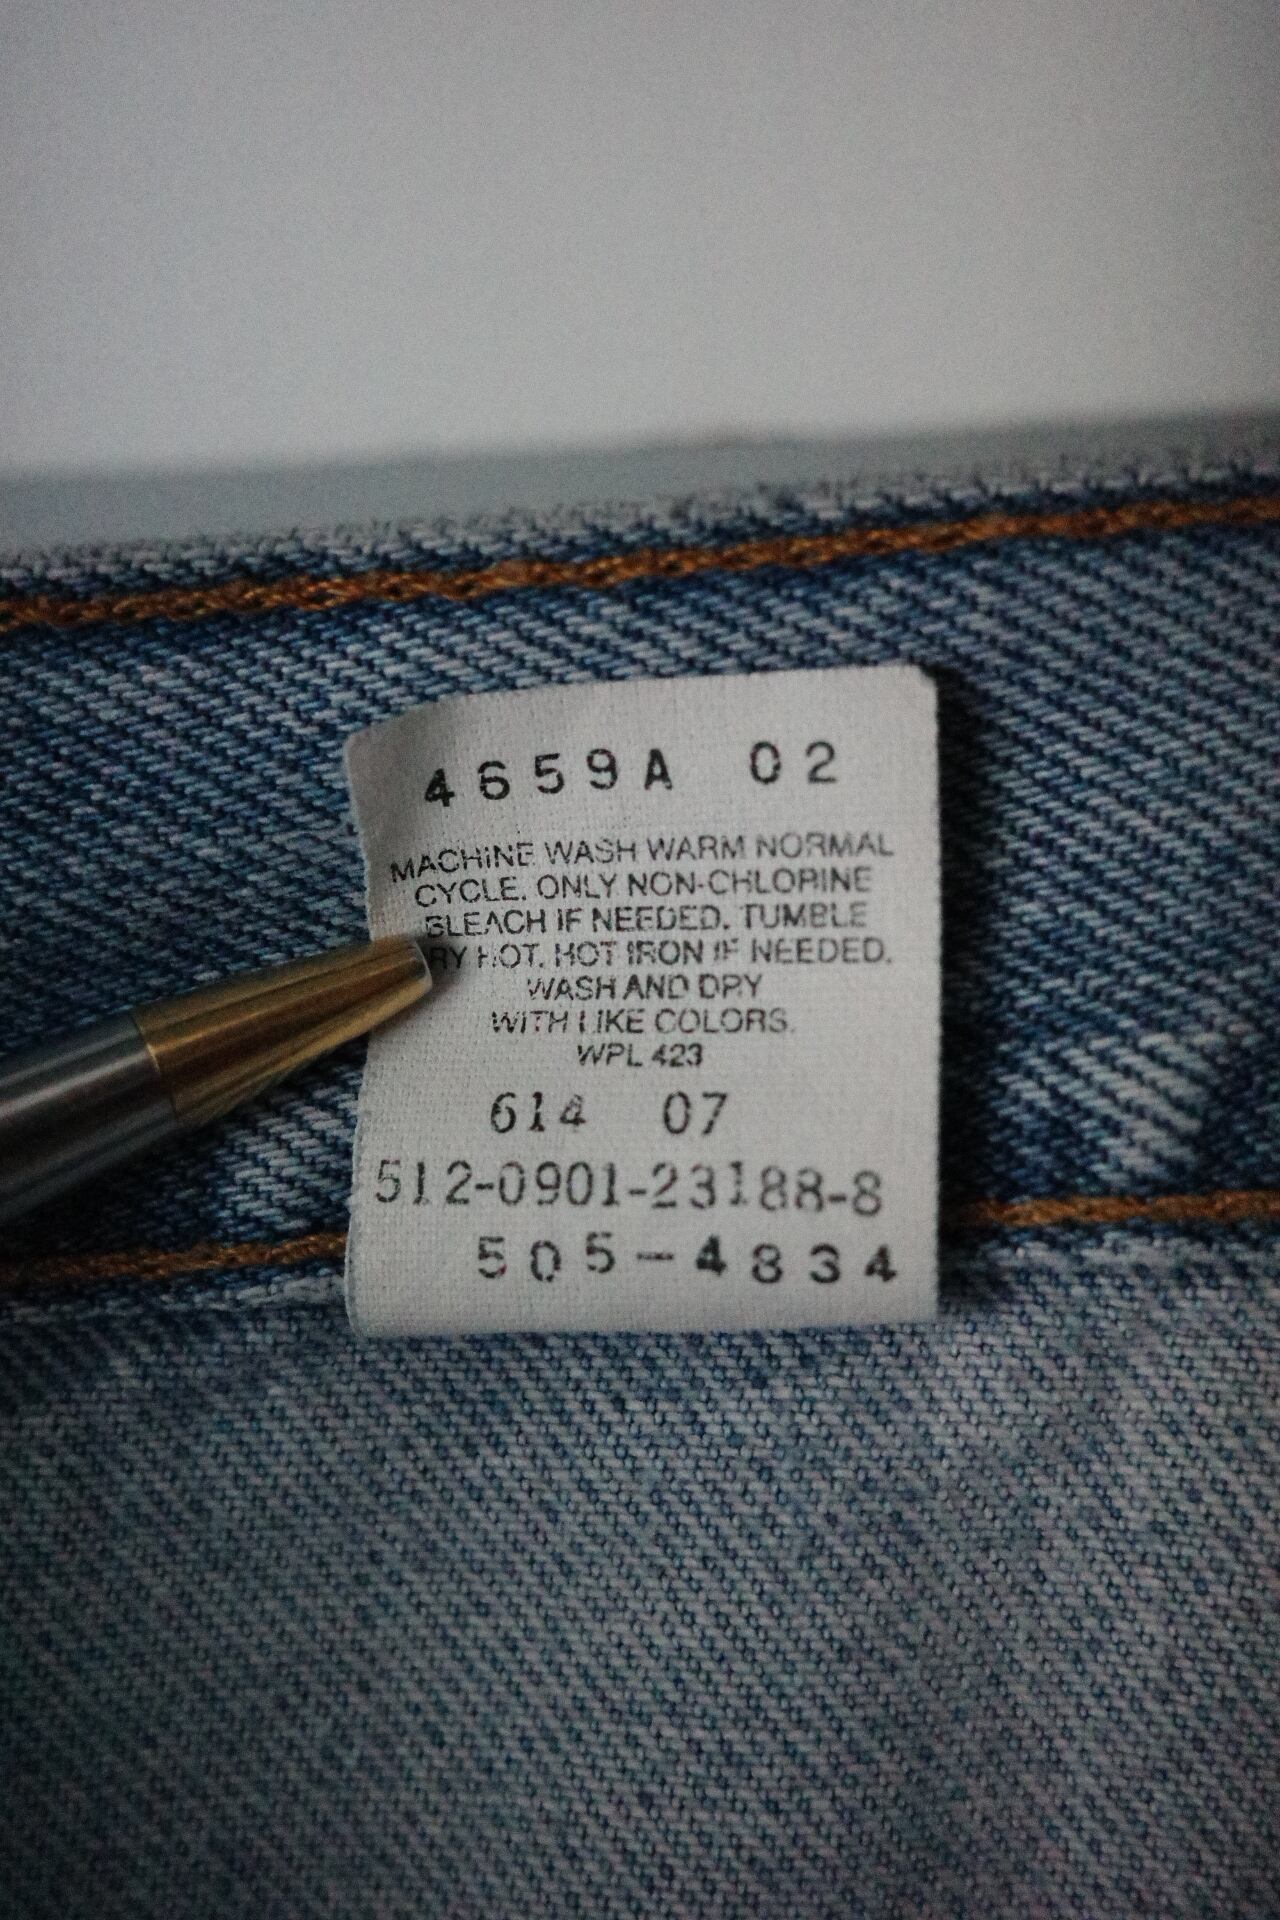 4659A 02
MACHINE WASH WARM NORMAL
CYCLE. ONLY NON-CHLORINE
BLEACH IF NEEDED. TUMBLE
RY HOT. HOT IRON IF NEEDED.
WASH AND DRY
WITH LIKE COLORS.
WPL 423
614 07
512-0901-23188-8
505-4834